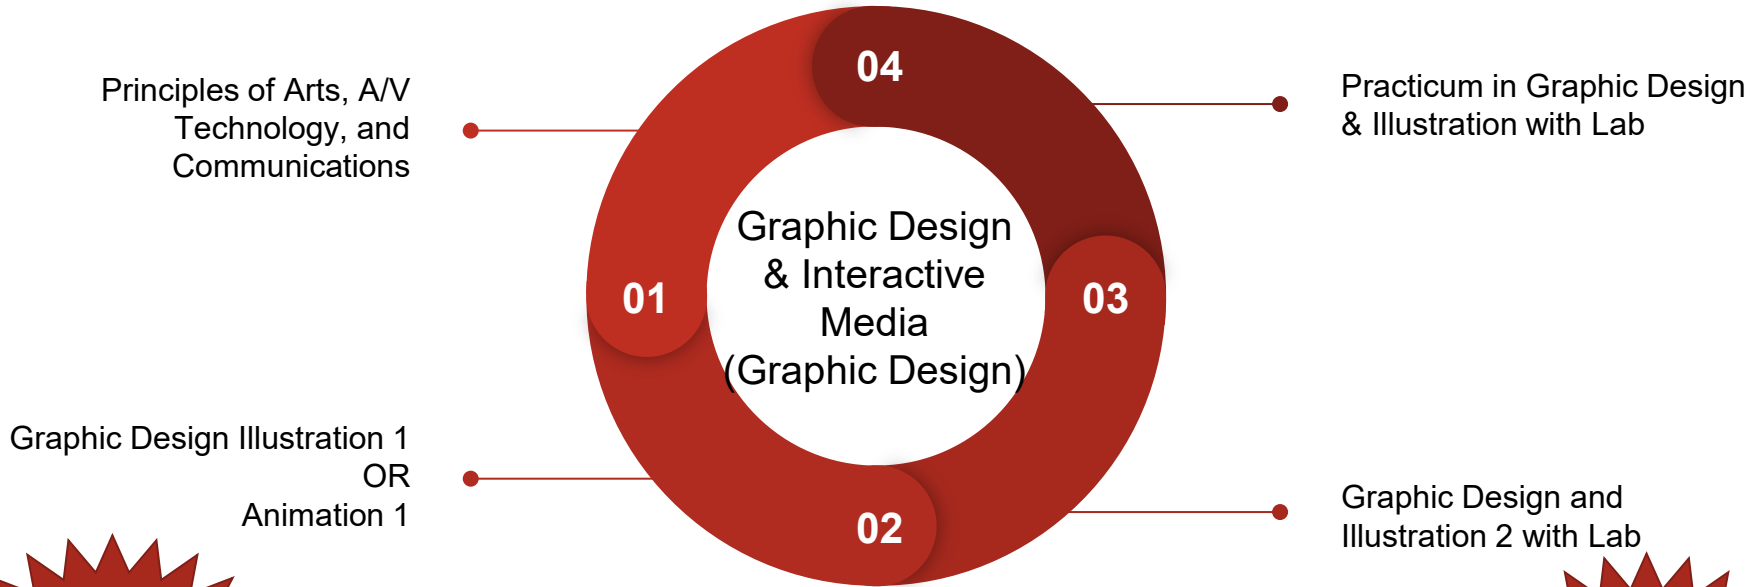 Principles of Arts, A/V
Technology, and
Communications
01
Graphic Design Illustration 1
OR
Animation 1
02
Graphic Design
& Interactive
Media
(Graphic Design)
04
Practicum in Graphic Design
& Illustration with Lab
03
Graphic Design and
Illustration 2 with Lab